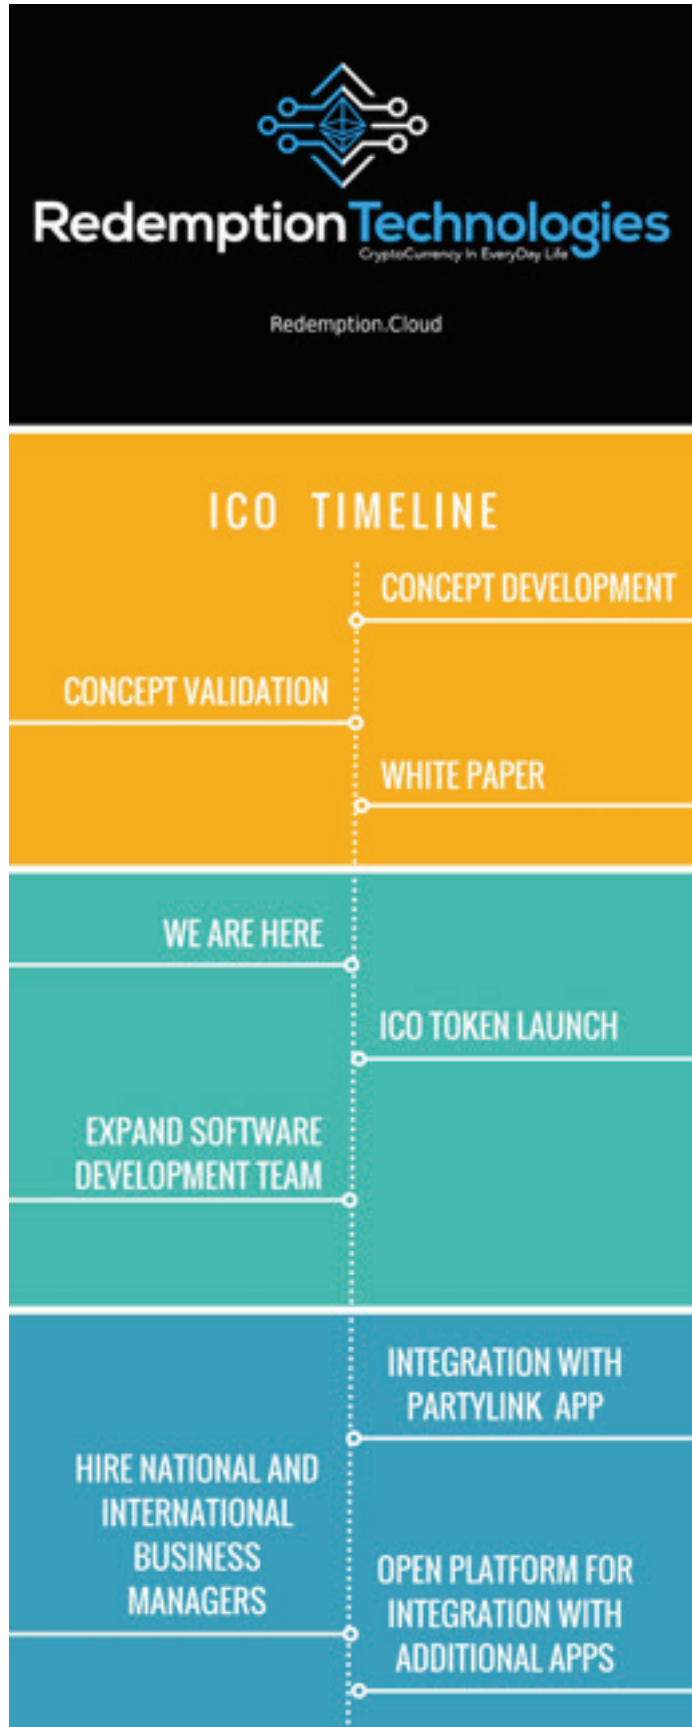 Redemption Technologies
CryptoCurrency In EveryDay Life
Redemption.Cloud
ICO TIMELINE
CONCEPT DEVELOPMENT
CONCEPT VALIDATION
WHITE PAPER
WE ARE HERE
ICO TOKEN LAUNCH
EXPAND SOFTWARE
DEVELOPMENT TEAM
INTEGRATION WITH
PARTYLINK APP
HIRE NATIONAL AND
INTERNATIONAL
BUSINESS
MANAGERS
OPEN PLATFORM FOR
INTEGRATION WITH
ADDITIONAL APPS